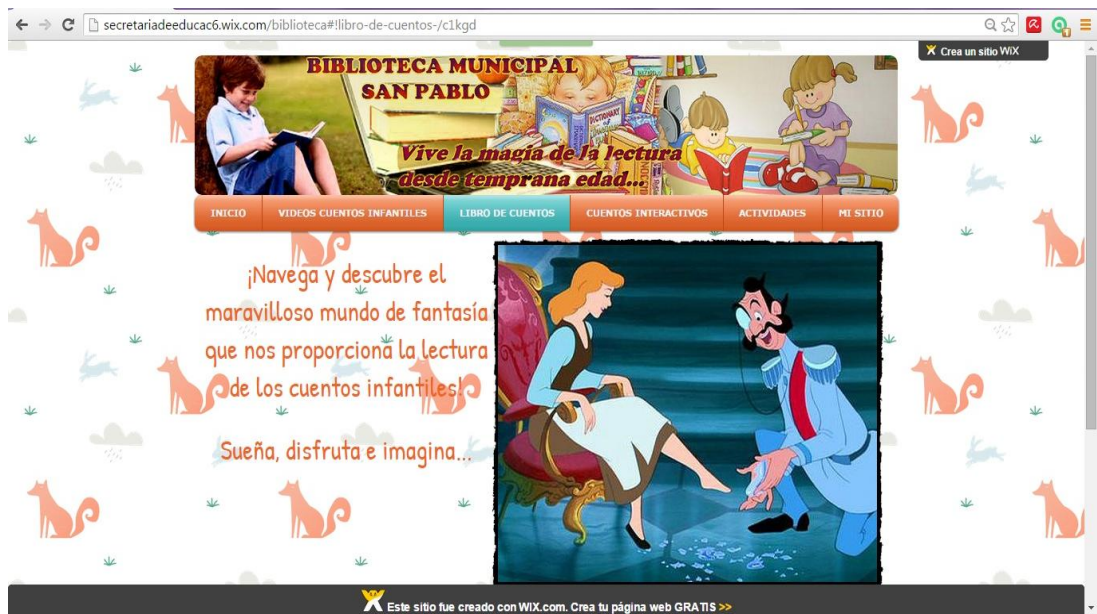 secretariadeeducac6.wix.com/biblioteca#!libro-de-cuentos-/c1kgd
Crea un sitio WiX
BIBLIOTECA MUNICIPAL
SAN PABLO
DICTIONARY
Vive la magia de la lectura
desde temprana edad...
INICIO VIDEOS CUENTOS INFANTILES LIBRO DE CUENTOS CUENTOS INTERACTIVOS ACTIVIDADES MI SITIO
¡Navega y descubre el
maravilloso mundo de fantasía
que nos proporciona la lectura
de los cuentos infantiles!
Sueña, disfruta e imagina...
Este sitio fue creado con WIX.com. Crea tu página web GRATIS >>